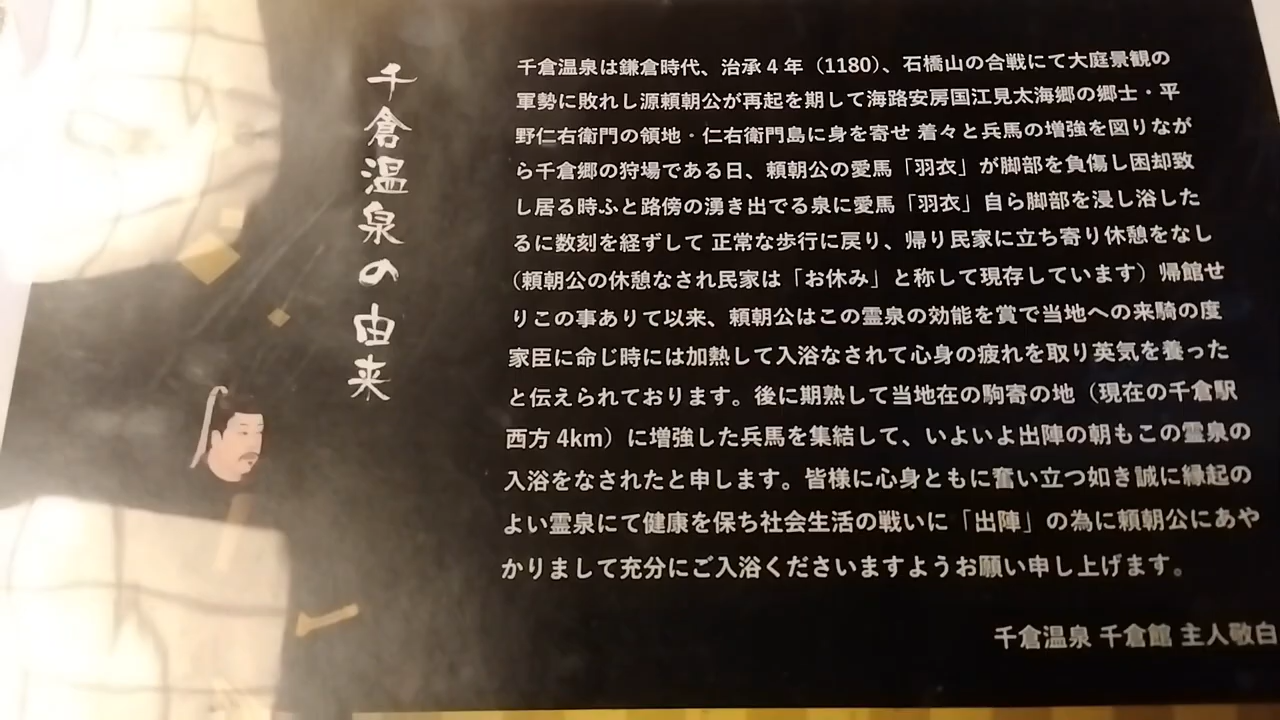 千倉温泉の由来
千倉温泉は鎌倉時代、治承4年（1180）、石橋山の合戦にて大庭景観の
軍勢に敗れし源頼朝公が再起を期して海路安房国江見太海郷の郷士・平
野仁右衛門の領地・仁右衛門島に身を寄せ 着々と兵馬の増強を図りなが
ら千倉郷の狩場である日、頼朝公の愛馬「羽衣」が脚部を負傷し困却致
し居る時ふと路傍の湧き出でる泉に愛馬「羽衣」自ら脚部を浸し浴した
るに数刻を経ずして 正常な歩行に戻り、帰り民家に立ち寄り休憩をなし
（頼朝公の休憩なされ民家は「お休み」と称して現存しています）帰館せ
りこの事ありて以来、頼朝公はこの霊泉の効能を賞で当地への来騎の度
家臣に命じ時には加熱して入浴なされて心身の疲れを取り英気を養った
と伝えられております。後に期熟して当地在の駒寄の地（現在の千倉駅
西方 4km）に増強した兵馬を集結して、いよいよ出陣の朝もこの霊泉の
入浴をなされたと申します。皆様に心身ともに奮い立つ如き誠に縁起の
よい霊泉にて健康を保ち社会生活の戦いに「出陣」の為に頼朝公にあや
かりまして充分にご入浴くださいますようお願い申し上げます。
千倉温泉 千倉館 主人敬白